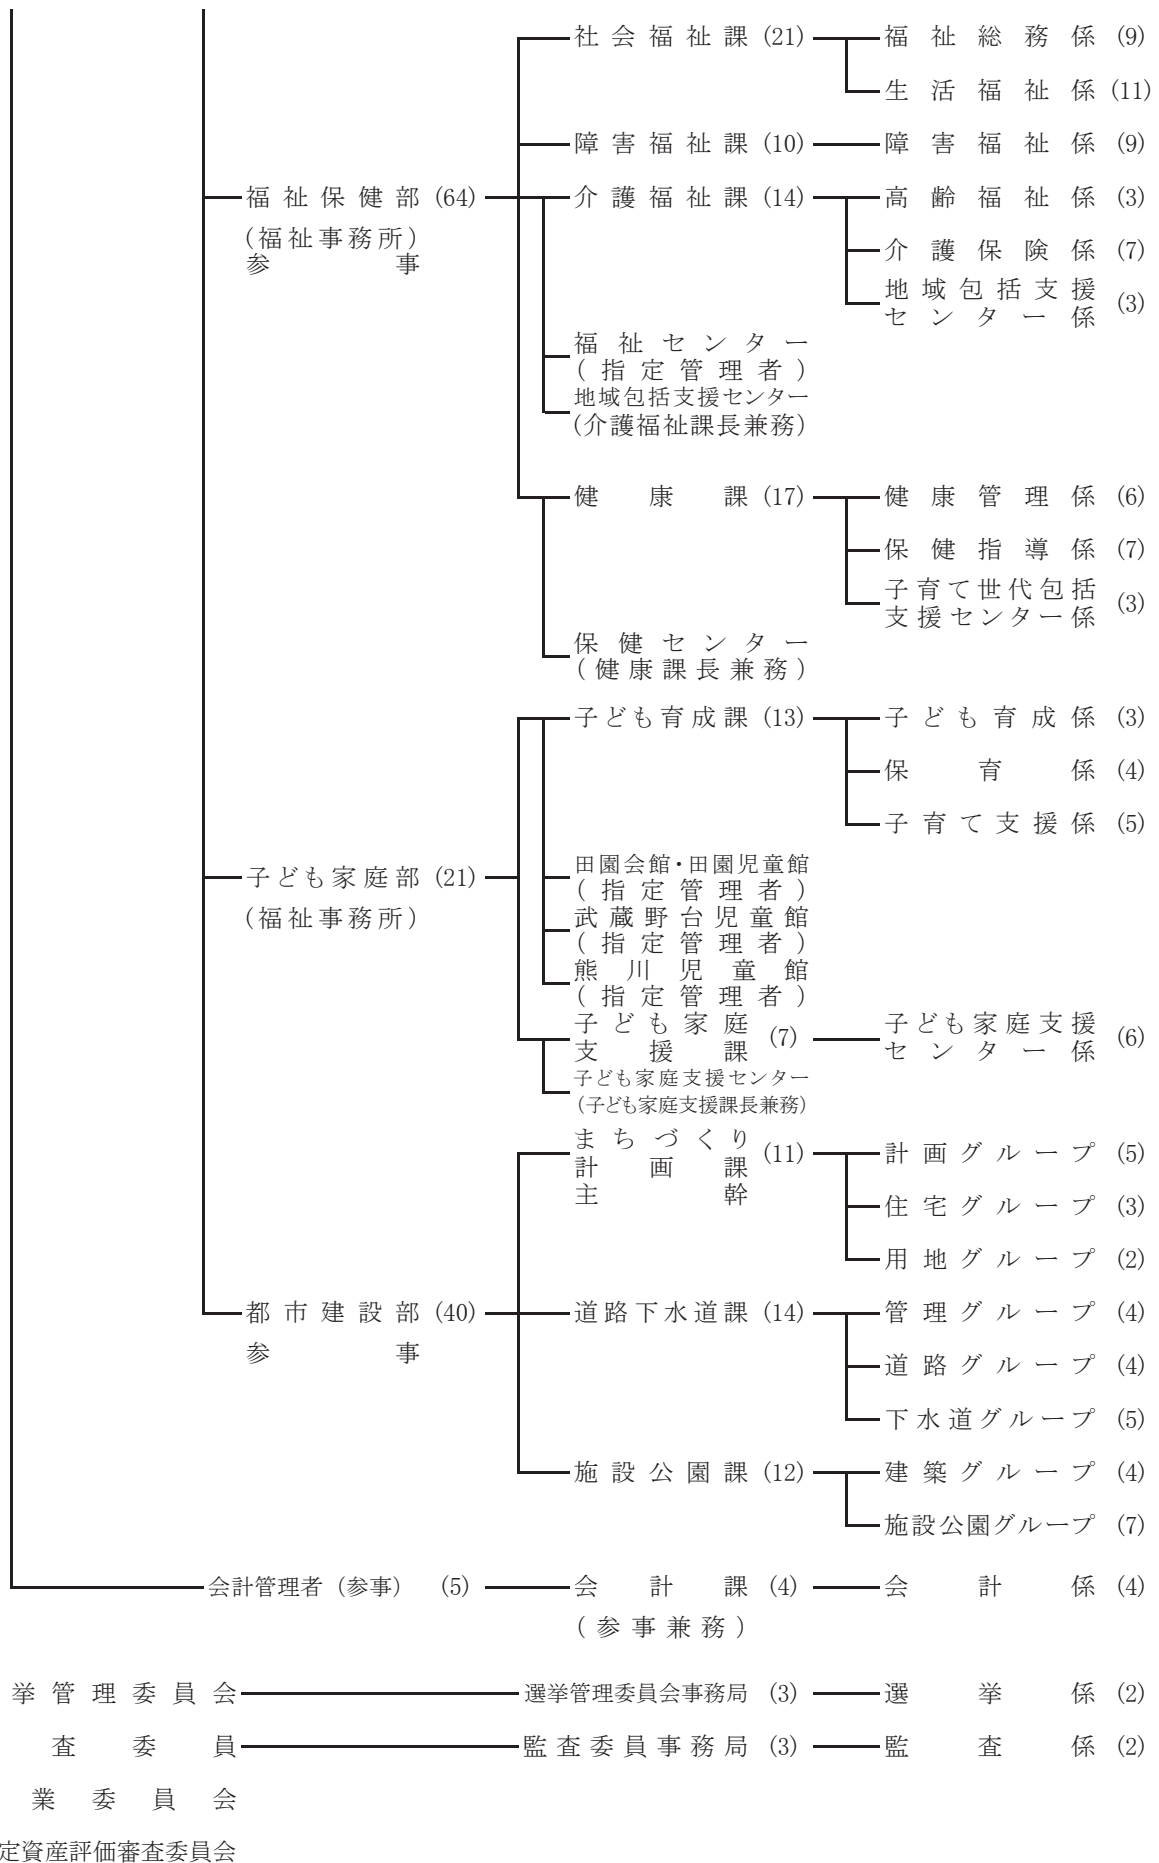 社会福祉課 (21) 福祉総務係 (9)
生活福祉係 (11)
障害福祉課 (10) 障害福祉係 (9)
福祉保健部 (64) 介護福祉課 (14) 高齢福祉係 (3)
(福祉事務所)
参事
介護保険係 (7)
地域包括支援
センター係 (3)
福祉センター
(指定管理者)
地域包括支援センター
(介護福祉課長兼務)
健康課 (17) 健康管理係 (6)
保健指導係 (7)
子育て世代包括
支援センター係 (3)
保健センター
(健康課長兼務)
子ども育成課 (13) 子ども育成係 (3)
保育係 (4)
子育て支援係 (5)
子ども家庭部 (21)
(福祉事務所)
田園会館・田園児童館
(指定管理者)
武蔵野台児童館
(指定管理者)
熊川児童館
(指定管理者)
子ども家庭
支援課 (7)
子ども家庭支援
センター係 (6)
子ども家庭支援センター
(子ども家庭支援課長兼務)
まちづくり
計画課 (11)
主幹
計画グループ (5)
住宅グループ (3)
用地グループ (2)
都市建設部 (40) 道路下水道課 (14) 管理グループ (4)
参事
道路グループ (4)
下水道グループ (5)
施設公園課 (12) 建築グループ (4)
施設公園グループ (7)
会計管理者 (参事) (5) 会計課 (4) 会計係 (4)
(参事兼務)
挙管理委員会 選挙管理委員会事務局 (3) 選挙係 (2)
査委員 監査委員事務局 (3) 監査係 (2)
業委員会
定資産評価審査委員会